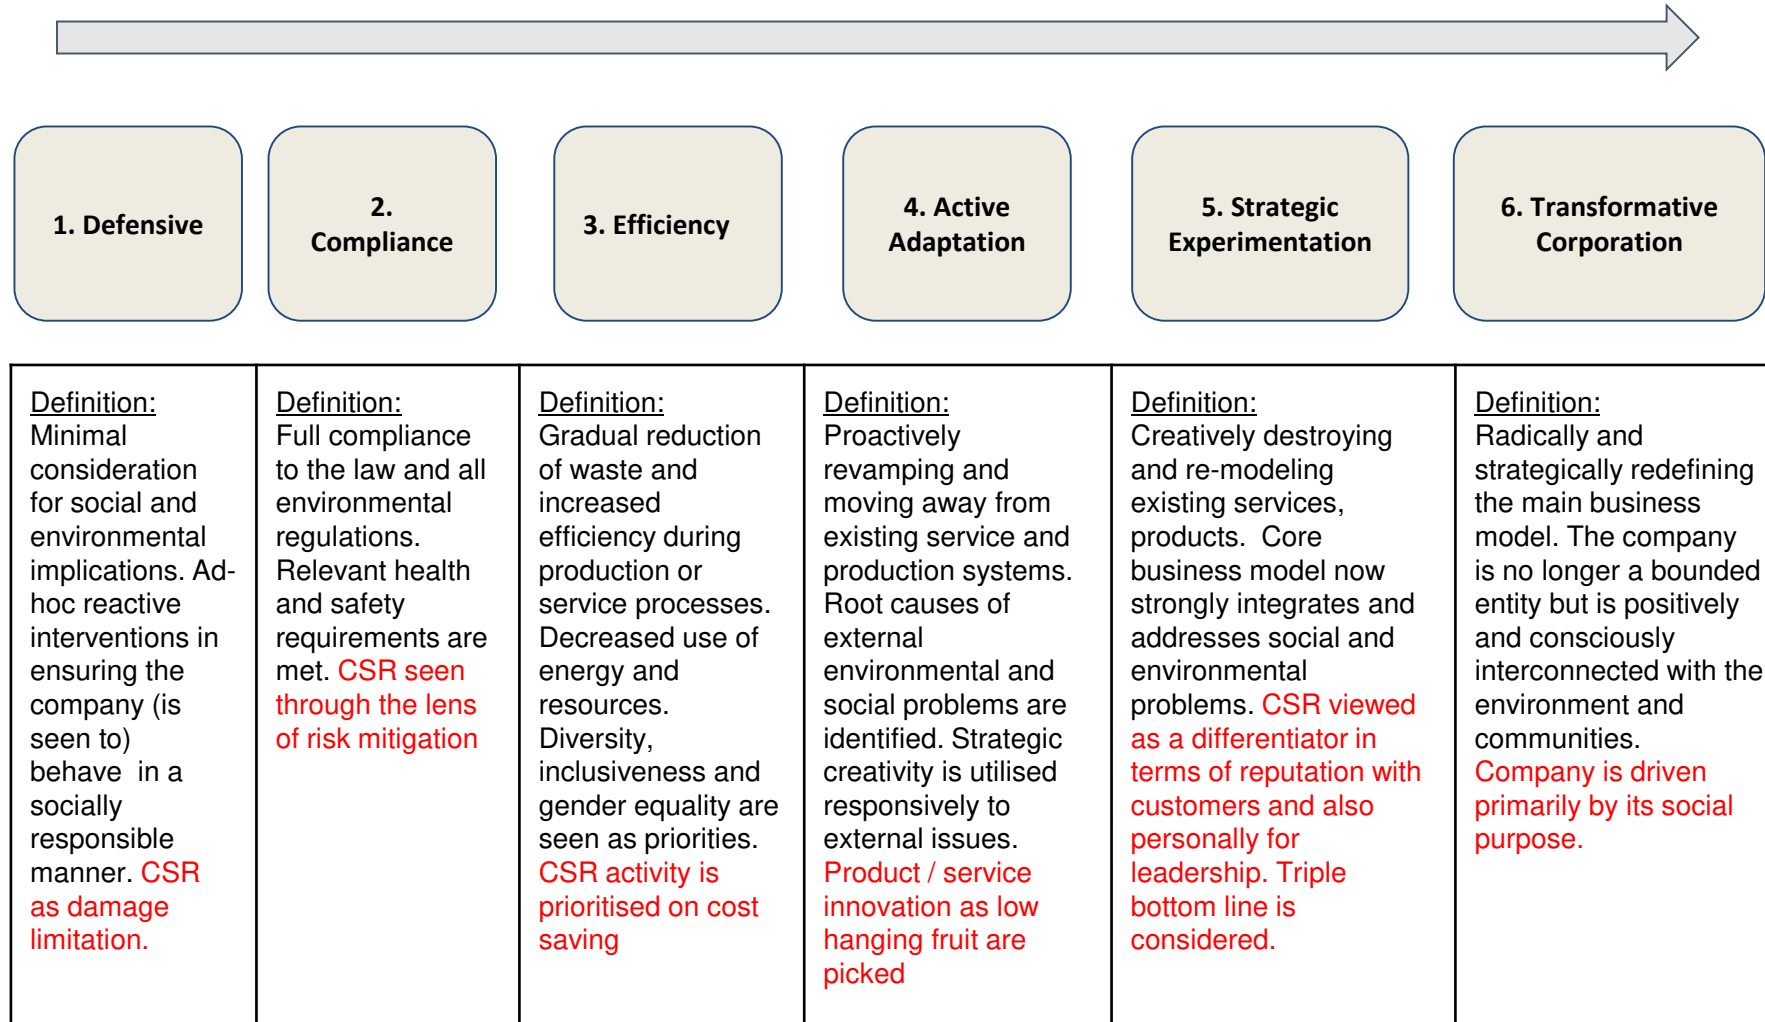 1. Defensive
2.
Compliance
3. Efficiency
4. Active
Adaptation
5. Strategic
Experimentation
6. Transformative
Corporation
Definition:
Minimal
consideration
for social and
environmental
implications. Ad-
hoc reactive
interventions in
ensuring the
company (is
seen to)
behave  in a
socially
responsible
manner. CSR
as damage
limitation.
Definition:
Full compliance
to the law and all
environmental
regulations.
Relevant health
and safety
requirements are
met. CSR seen
through the lens
of risk mitigation
Definition:
Gradual reduction
of waste and
increased
efficiency during
production or
service processes.
Decreased use of
energy and
resources.
Diversity,
inclusiveness and
gender equality are
seen as priorities.
CSR activity is
prioritised on cost
saving
Definition:
Proactively
revamping and
moving away from
existing service and
production systems.
Root causes of
external
environmental and
social problems are
identified. Strategic
creativity is utilised
responsively to
external issues.
Product / service
innovation as low
hanging fruit are
picked
Definition:
Creatively destroying
and re-modeling
existing services,
products.  Core
business model now
strongly integrates and
addresses social and
environmental
problems. CSR viewed
as a differentiator in
terms of reputation with
customers and also
personally for
leadership. Triple
bottom line is
considered.
Definition:
Radically and
strategically redefining
the main business
model. The company
is no longer a bounded
entity but is positively
and consciously
interconnected with the
environment and
communities.
Company is driven
primarily by its social
purpose.